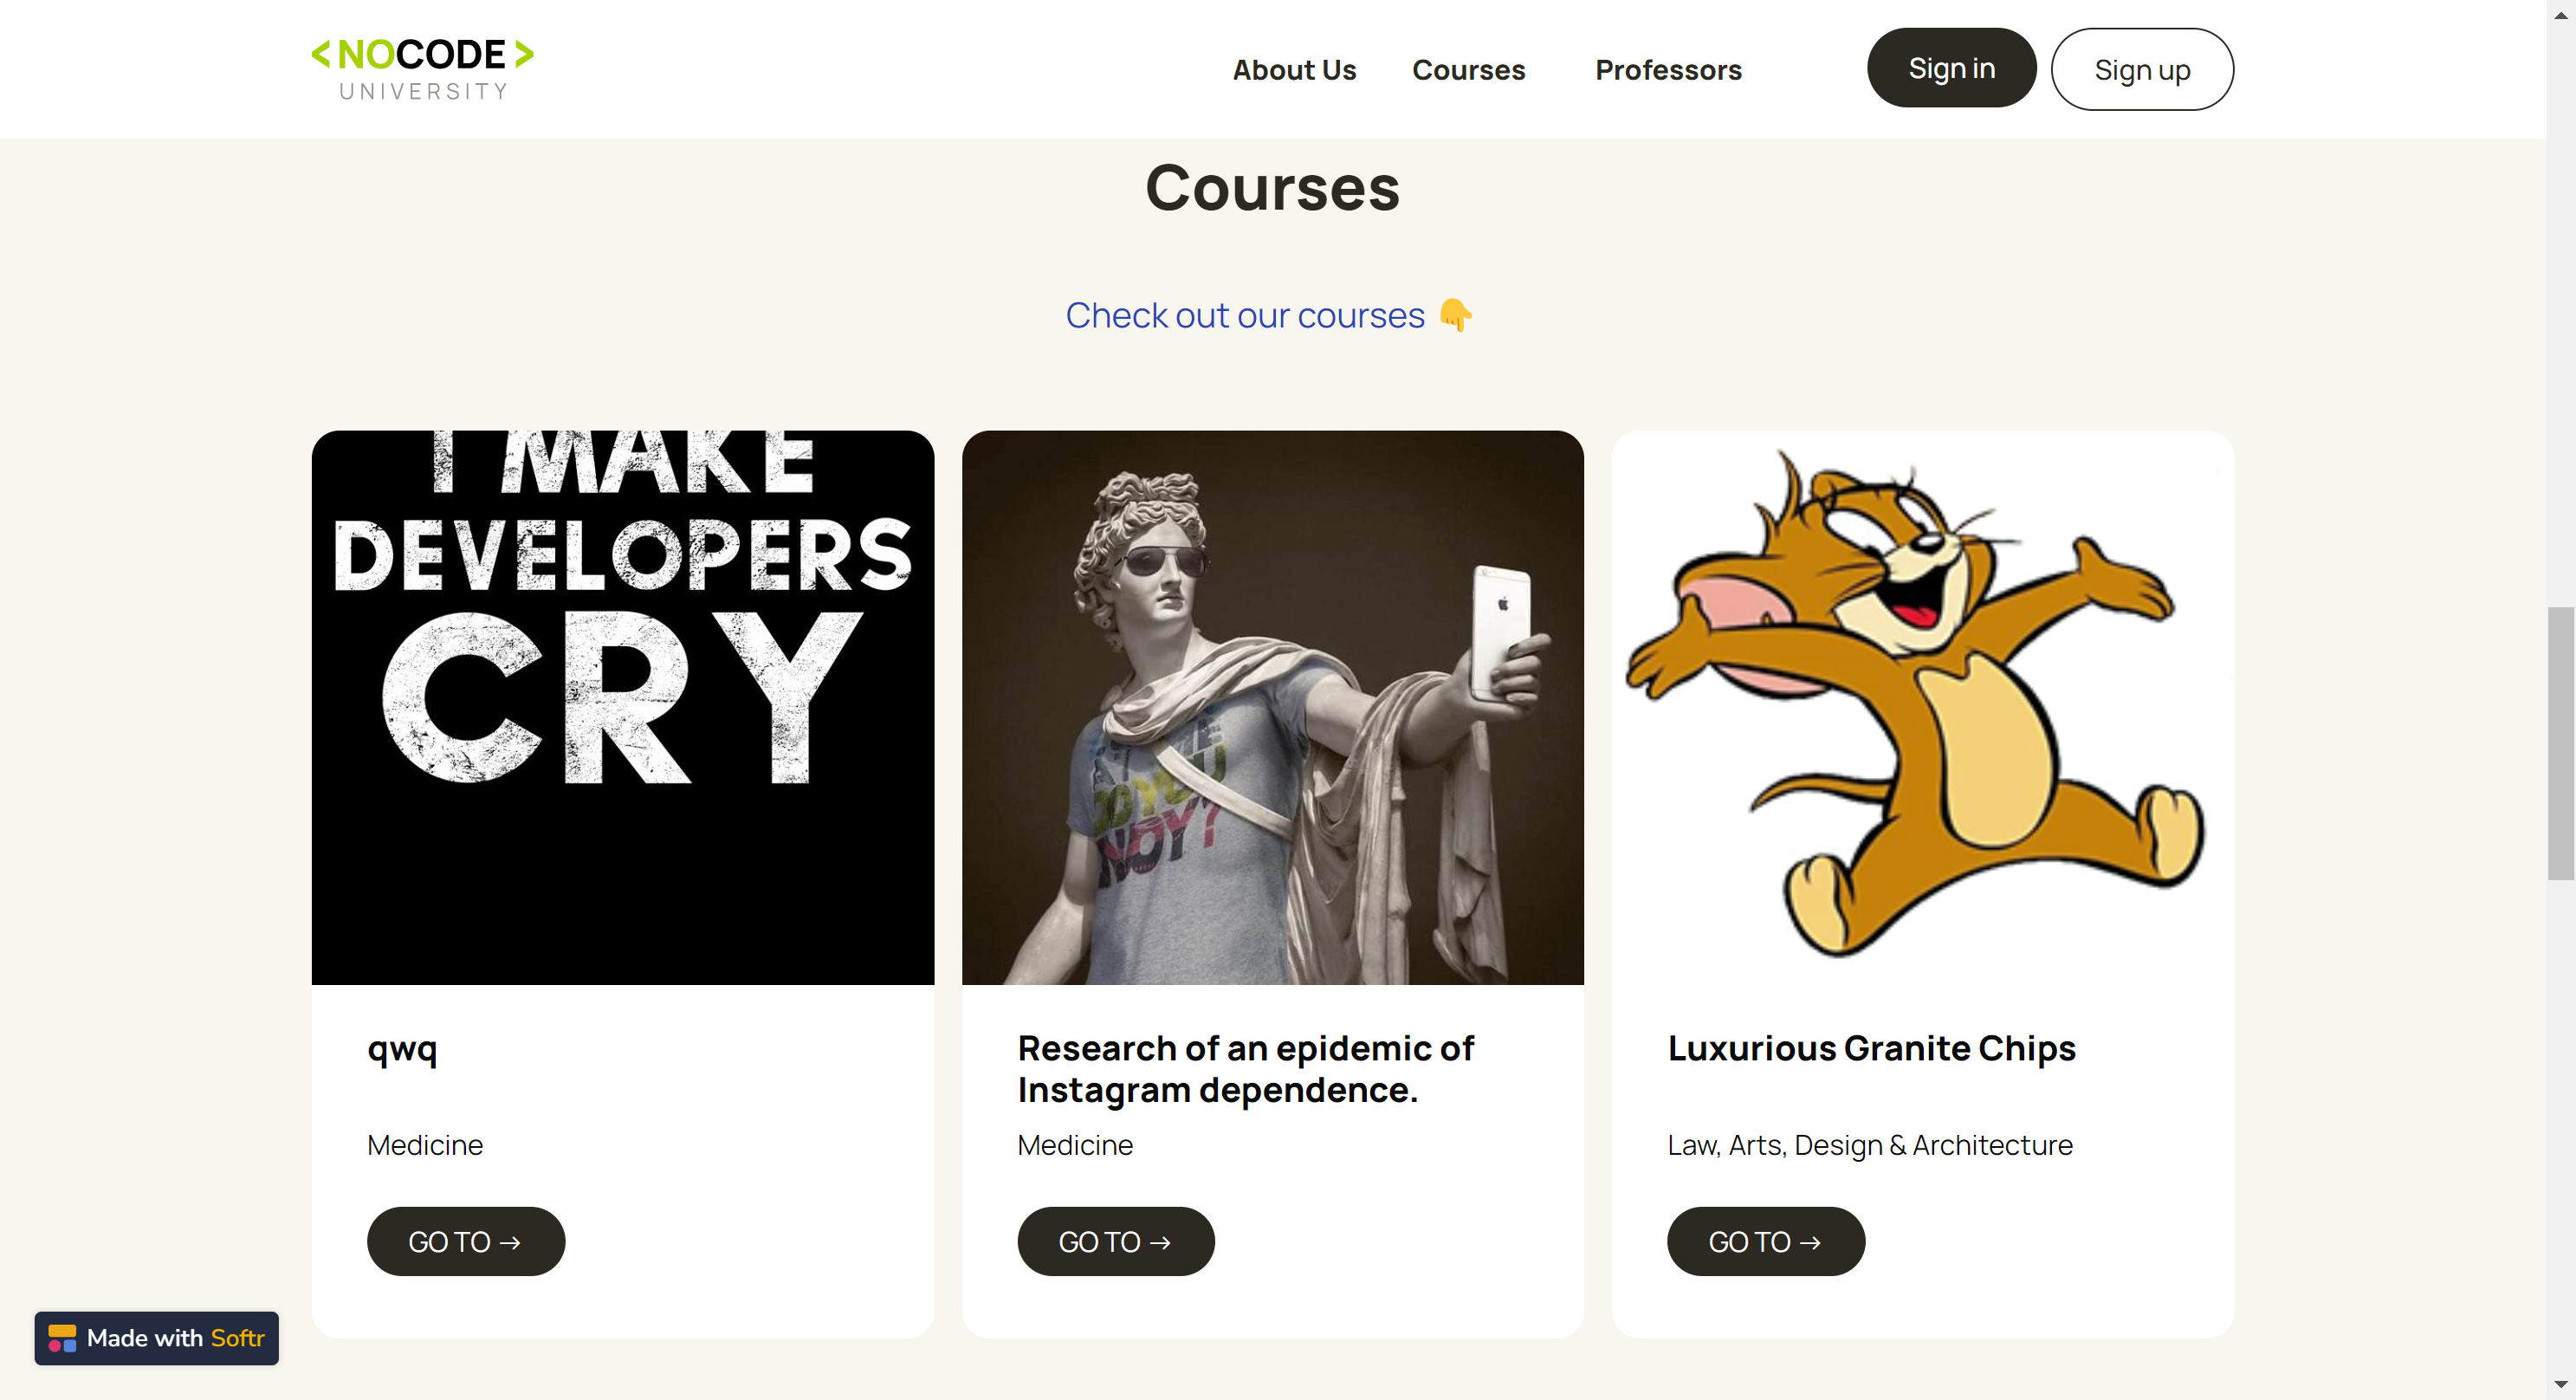 <NOCODE>
UNIVERSITY
About Us Courses Professors Sign in Sign up
Courses
Check out our courses 👇
I MAKE
DEVELOPERS
CRY
qwq
Medicine
GO TO →
Research of an epidemic of
Instagram dependence.
Medicine
GO TO →
Luxurious Granite Chips
Law, Arts, Design & Architecture
GO TO →
Made with Softr